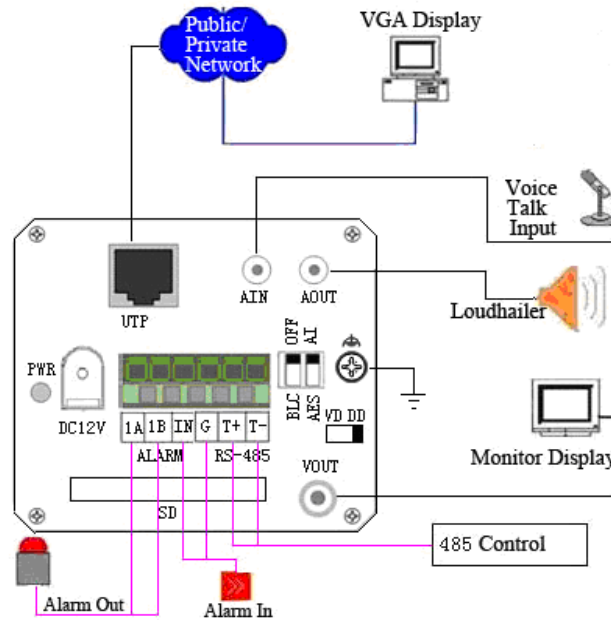 Public/
Private
Network
VGA Display
Voice
Talk
Input
AIN
AOUT
UTP
Loudhailer
OFF
AI
PWR
DC12V
BLC
AES
1A 1B IN G T+ T-
ALARM RS-485
VD DD
VOUT
Monitor Display
SD
485 Control
Alarm Out
Alarm In